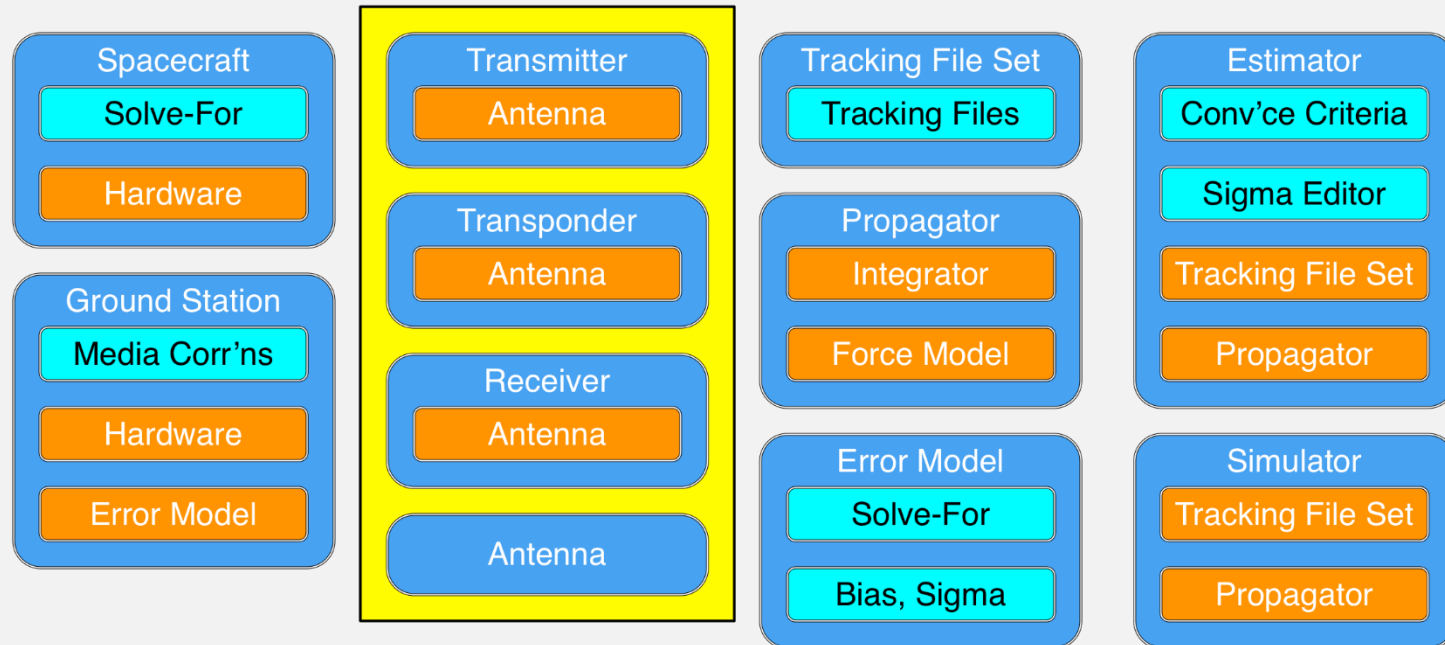 Spacecraft
Solve-For
Hardware
Ground Station
Media Corr'ns
Hardware
Error Model
Transmitter
Antenna
Transponder
Antenna
Receiver
Antenna
Antenna
Tracking File Set
Tracking Files
Propagator
Integrator
Force Model
Error Model
Solve-For
Bias, Sigma
Estimator
Conv'ce Criteria
Sigma Editor
Tracking File Set
Propagator
Simulator
Tracking File Set
Propagator